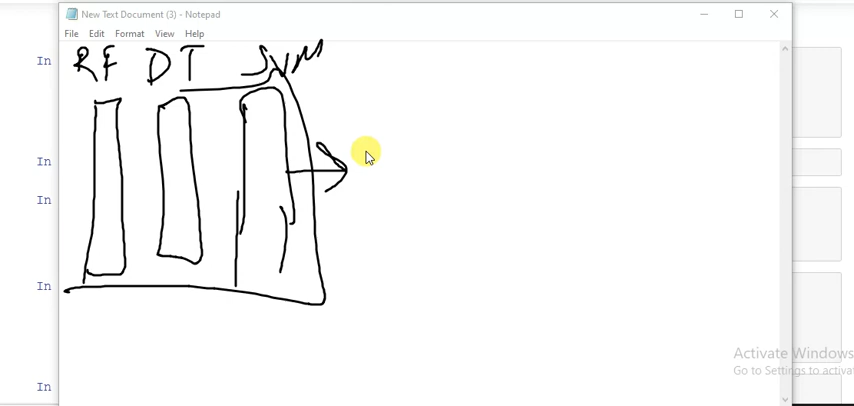 New Text Document (3) - Notepad
File Edit Format View Help
In
RF DT SVM
In
In
In
Activate Windows
Go to Settings to activa
In